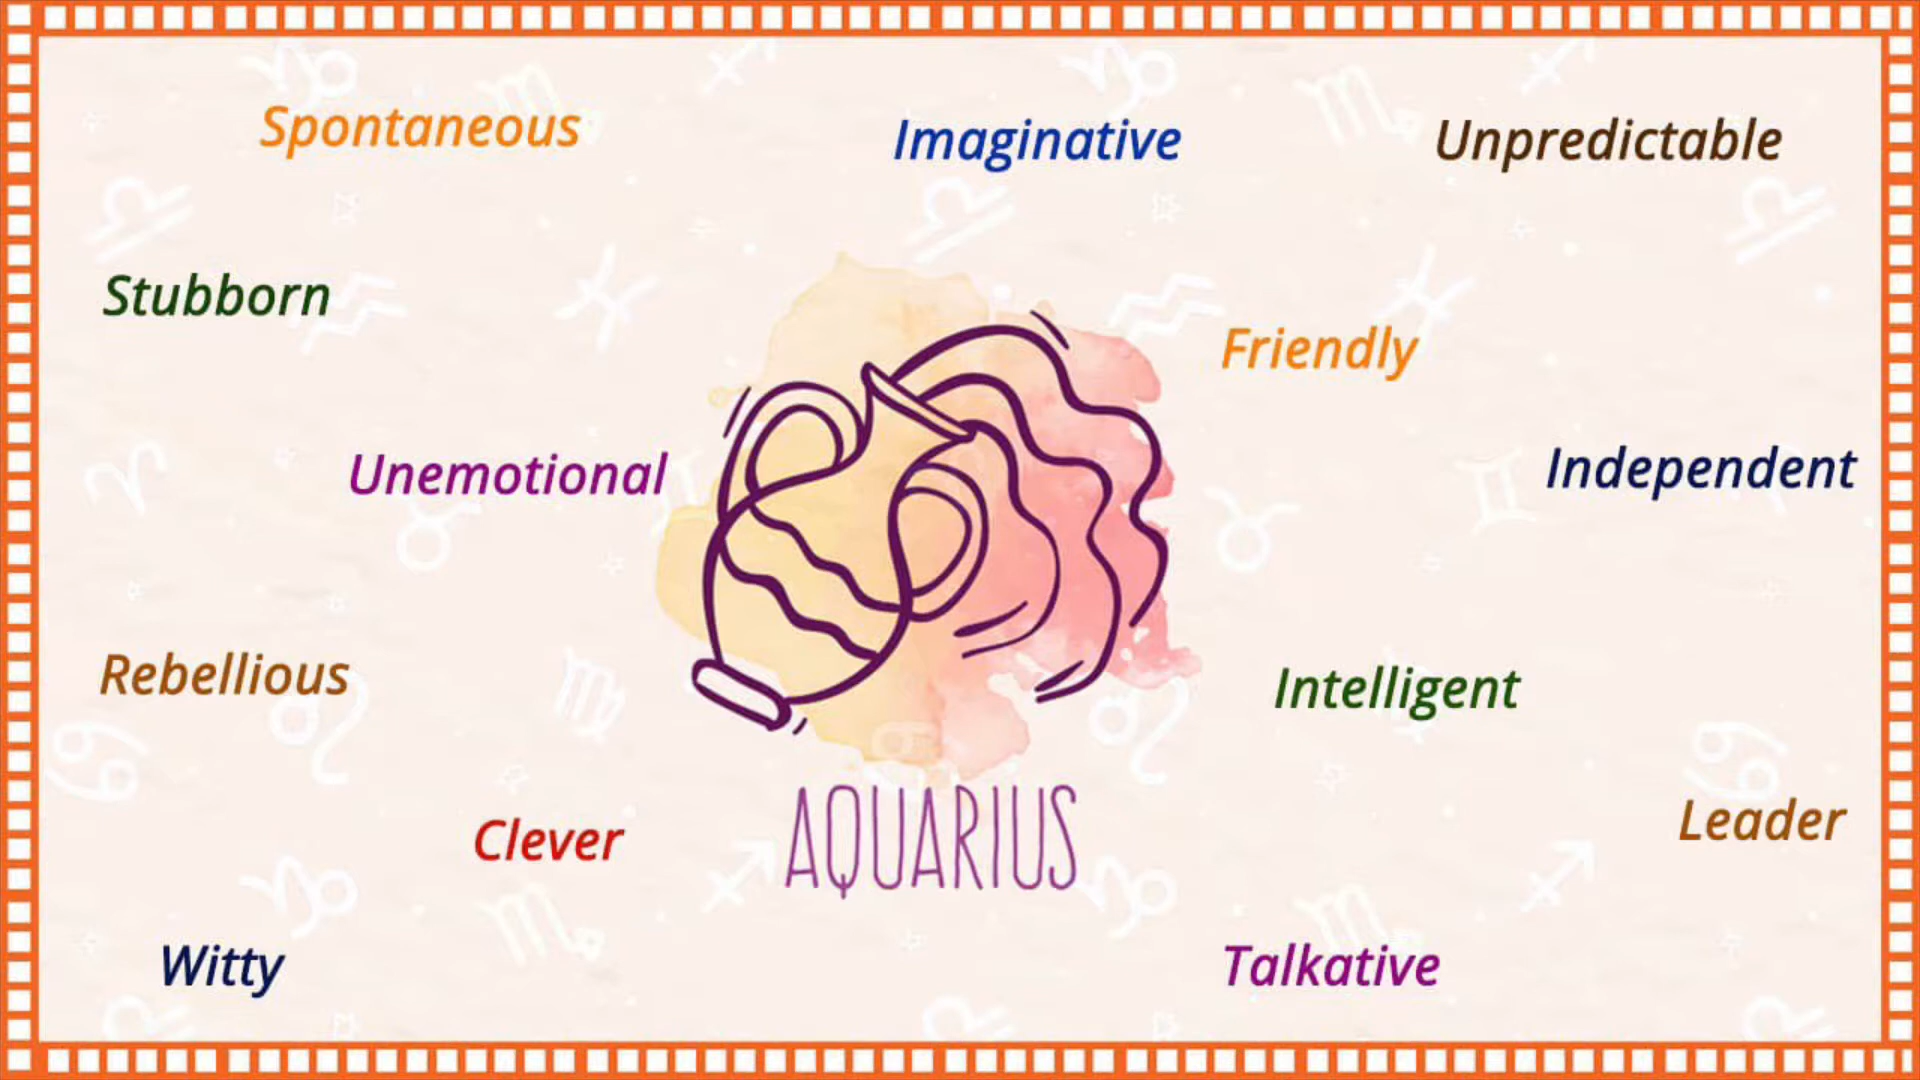 Spontaneous
Imaginative
Unpredictable
Stubborn
Friendly
Unemotional
Independent
Rebellious
Intelligent
Clever
Leader
AQUARIUS
Witty
Talkative